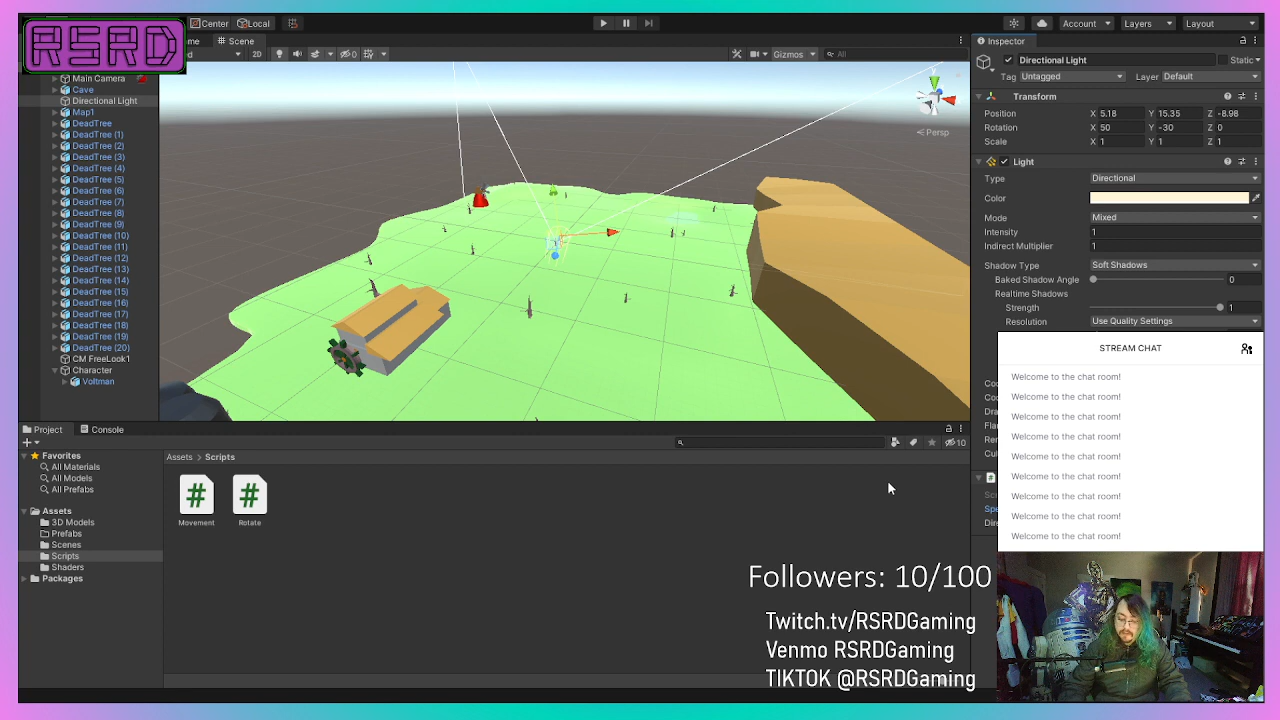 RSRD
Center
Local
Account
Layers
Layout
Scene
Inspector
2D
0
Gizmos
All
Directional Light
Static
Tag Untagged
Layer Default
Main Camera
Cave
Directional Light
Map1
DeadTree
DeadTree (1)
DeadTree (2)
DeadTree (3)
DeadTree (4)
DeadTree (5)
DeadTree (6)
DeadTree (7)
DeadTree (8)
DeadTree (9)
DeadTree (10)
DeadTree (11)
DeadTree (12)
DeadTree (13)
DeadTree (14)
DeadTree (15)
DeadTree (16)
DeadTree (17)
DeadTree (18)
DeadTree (19)
DeadTree (20)
CM FreeLook1
Character
Voltman
Persp
Transform
Position X 5.18 Y 15.35 Z -8.98
Rotation X 50 Y -30 Z 0
Scale X 1 Y 1 Z 1
Light
Type Directional
Color
Mode Mixed
Intensity 1
Indirect Multiplier 1
Shadow Type Soft Shadows
Baked Shadow Angle 0
Realtime Shadows
Strength 1
Resolution Use Quality Settings
Project
Console
10
Favorites
All Materials
All Models
All Prefabs
Assets
3D Models
Prefabs
Scenes
Scripts
Shaders
Packages
Assets > Scripts
Movement
Rotate
STREAM CHAT
Welcome to the chat room!
Welcome to the chat room!
Welcome to the chat room!
Welcome to the chat room!
Welcome to the chat room!
Welcome to the chat room!
Welcome to the chat room!
Welcome to the chat room!
Welcome to the chat room!
Followers: 10/100
Twitch.tv/RSRDGaming
Venmo RSRDGaming
TIKTOK @RSRDGaming